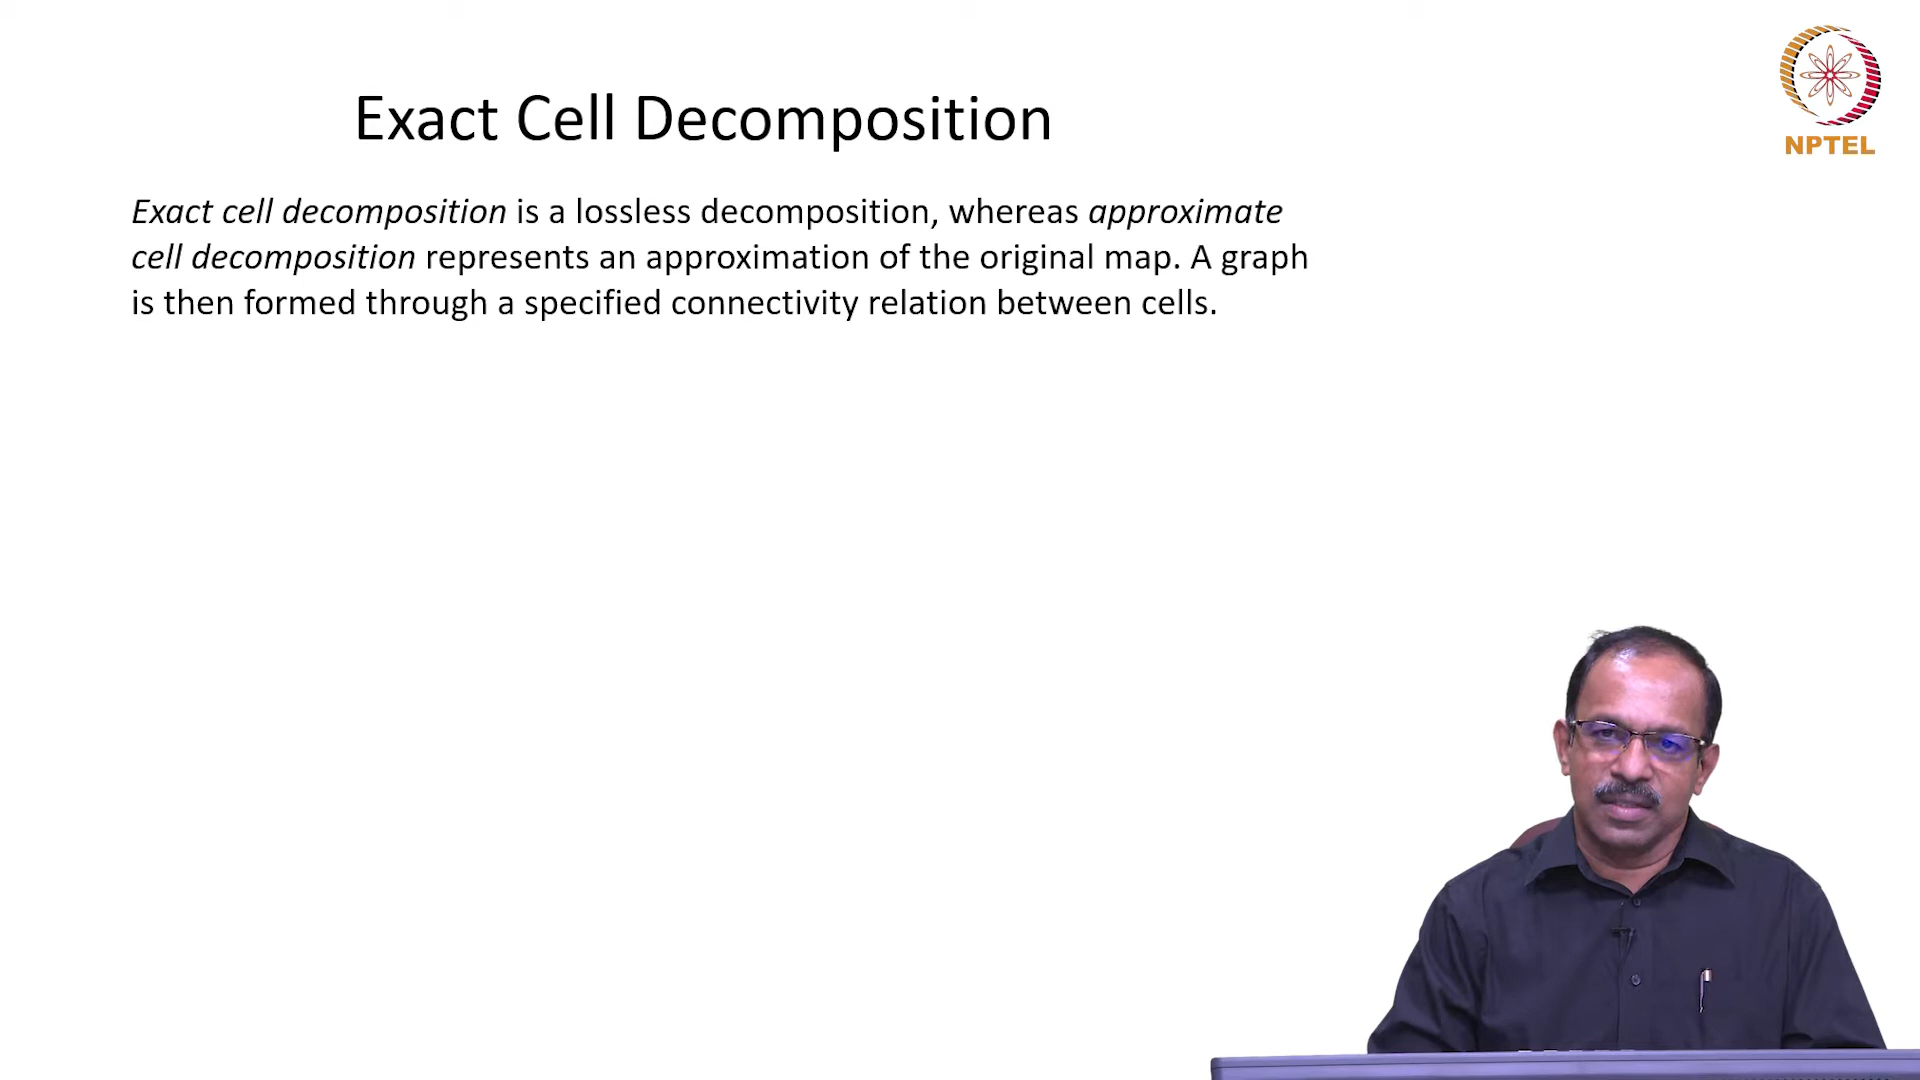 Exact Cell Decomposition
Exact cell decomposition is a lossless decomposition, whereas approximate
cell decomposition represents an approximation of the original map. A graph
is then formed through a specified connectivity relation between cells.
NPTEL